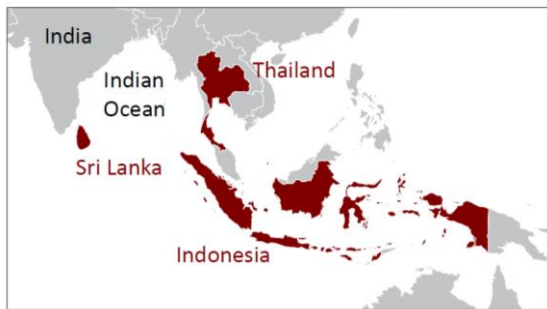 India
Thailand
Indian
Ocean
Sri Lanka
Indonesia